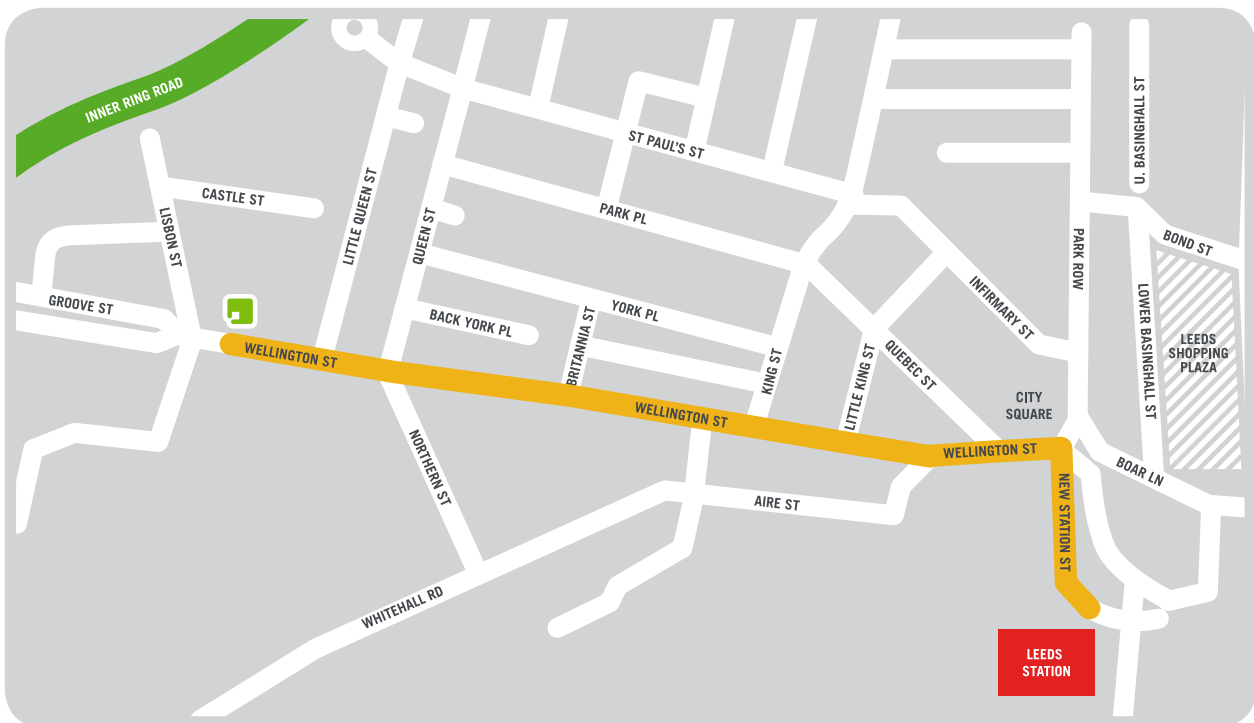 INNER RING ROAD
U. BASINGHALL ST
ST PAUL'S ST
CASTLE ST
LITTLE QUEEN ST
LISBON ST
QUEEN ST
PARK PL
PARK ROW
BOND ST
GROOVE ST
BACK YORK PL
BRITANNIA ST
YORK PL
INFIRMARY ST
LOWER BASINGHALL ST
LEEDS
SHOPPING
PLAZA
WELLINGTON ST
KING ST
LITTLE KING ST
QUEBEC ST
CITY
SQUARE
WELLINGTON ST
WELLINGTON ST
NORTHERN ST
BOAR LN
AIRE ST
NEW STATION ST
WHITEHALL RD
LEEDS
STATION